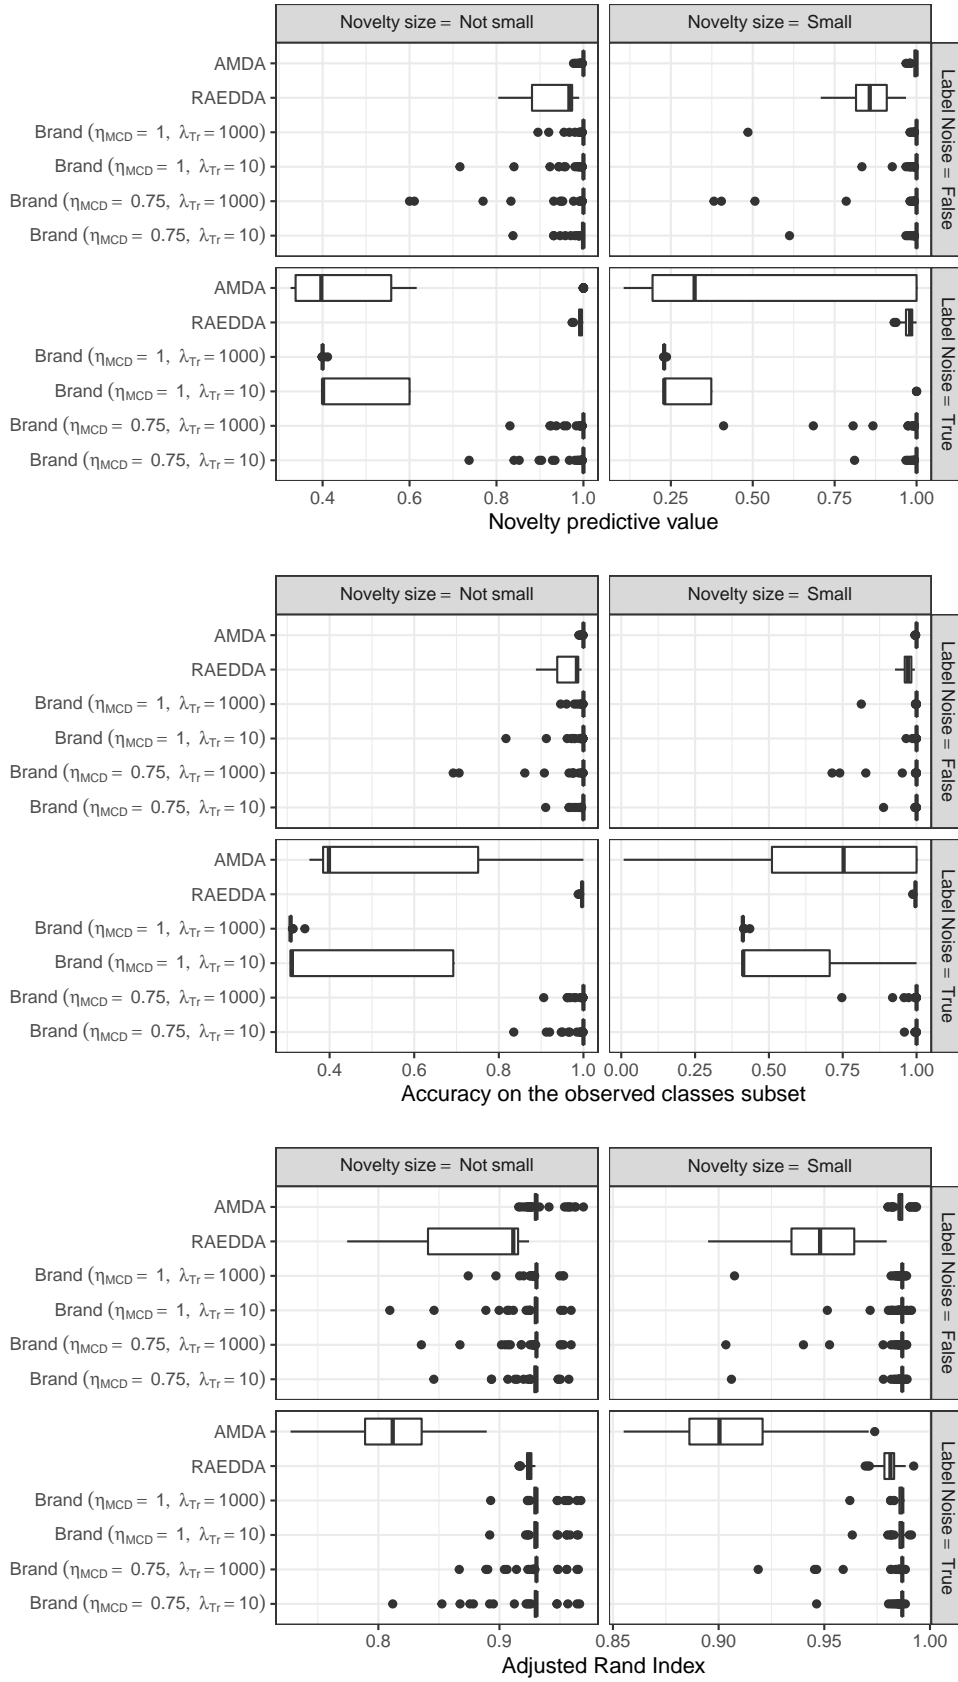 Novelty size = Not small
Novelty size = Small
AMDA
RAEDDA
Brand (ηMCD = 1, λTr = 1000)
Brand (ηMCD = 1, λTr = 10)
Brand (ηMCD = 0.75, λTr = 1000)
Brand (ηMCD = 0.75, λTr = 10)
Label Noise = False
AMDA
RAEDDA
Brand (ηMCD = 1, λTr = 1000)
Brand (ηMCD = 1, λTr = 10)
Brand (ηMCD = 0.75, λTr = 1000)
Brand (ηMCD = 0.75, λTr = 10)
Label Noise = True
0.4 0.6 0.8 1.0 0.25 0.50 0.75 1.00
Novelty predictive value
Novelty size = Not small
Novelty size = Small
AMDA
RAEDDA
Brand (ηMCD = 1, λTr = 1000)
Brand (ηMCD = 1, λTr = 10)
Brand (ηMCD = 0.75, λTr = 1000)
Brand (ηMCD = 0.75, λTr = 10)
Label Noise = False
AMDA
RAEDDA
Brand (ηMCD = 1, λTr = 1000)
Brand (ηMCD = 1, λTr = 10)
Brand (ηMCD = 0.75, λTr = 1000)
Brand (ηMCD = 0.75, λTr = 10)
Label Noise = True
0.4 0.6 0.8 1.0 0.00 0.25 0.50 0.75 1.00
Accuracy on the observed classes subset
Novelty size = Not small
Novelty size = Small
AMDA
RAEDDA
Brand (ηMCD = 1, λTr = 1000)
Brand (ηMCD = 1, λTr = 10)
Brand (ηMCD = 0.75, λTr = 1000)
Brand (ηMCD = 0.75, λTr = 10)
Label Noise = False
AMDA
RAEDDA
Brand (ηMCD = 1, λTr = 1000)
Brand (ηMCD = 1, λTr = 10)
Brand (ηMCD = 0.75, λTr = 1000)
Brand (ηMCD = 0.75, λTr = 10)
Label Noise = True
0.8 0.9 0.85 0.90 0.95 1.00
Adjusted Rand Index